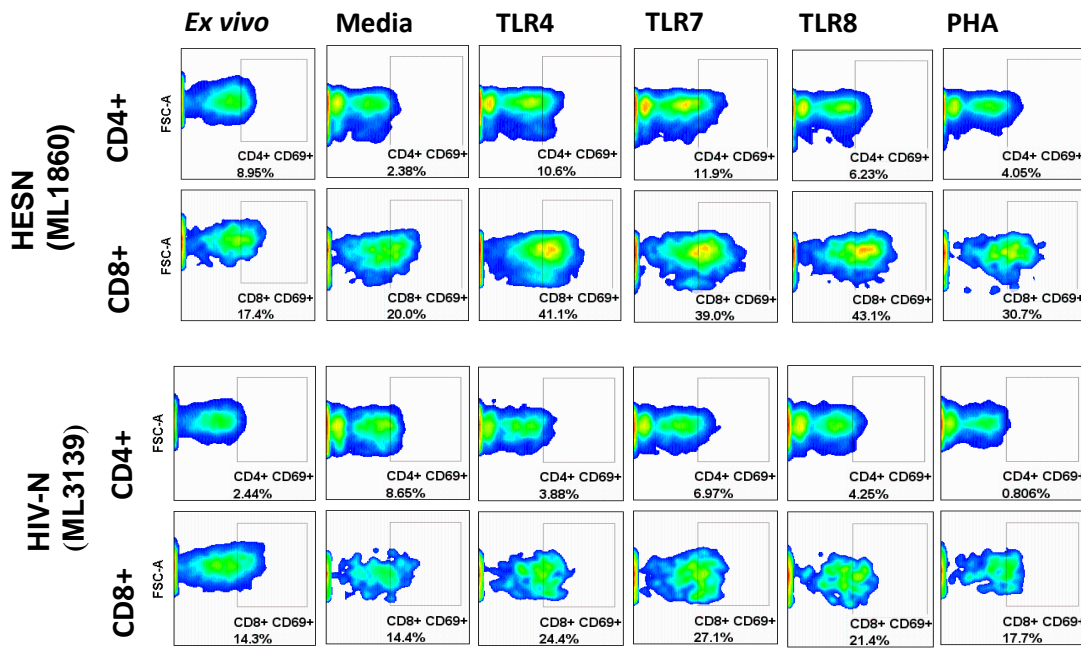 Ex vivo Media TLR4 TLR7 TLR8 PHA
HESN
(ML1860)
CD4+
FSC-A
CD4+ CD69+ CD4+ CD69+ CD4+ CD69+ CD4+ CD69+ CD4+ CD69+ CD4+ CD69+
8.95% 2.38% 10.6% 11.9% 6.23% 4.05%
CD8+
FSC-A
CD8+ CD69+ CD8+ CD69+ CD8+ CD69+ CD8+ CD69+ CD8+ CD69+ CD8+ CD69+
17.4% 20.0% 41.1% 39.0% 43.1% 30.7%
HIV-N
(ML3139)
CD4+
FSC-A
CD4+ CD69+ CD4+ CD69+ CD4+ CD69+ CD4+ CD69+ CD4+ CD69+ CD4+ CD69+
2.44% 8.65% 3.88% 6.97% 4.25% 0.806%
CD8+
FSC-A
CD8+ CD69+ CD8+ CD69+ CD8+ CD69+ CD8+ CD69+ CD8+ CD69+ CD8+ CD69+
14.3% 14.4% 24.4% 27.1% 21.4% 17.7%